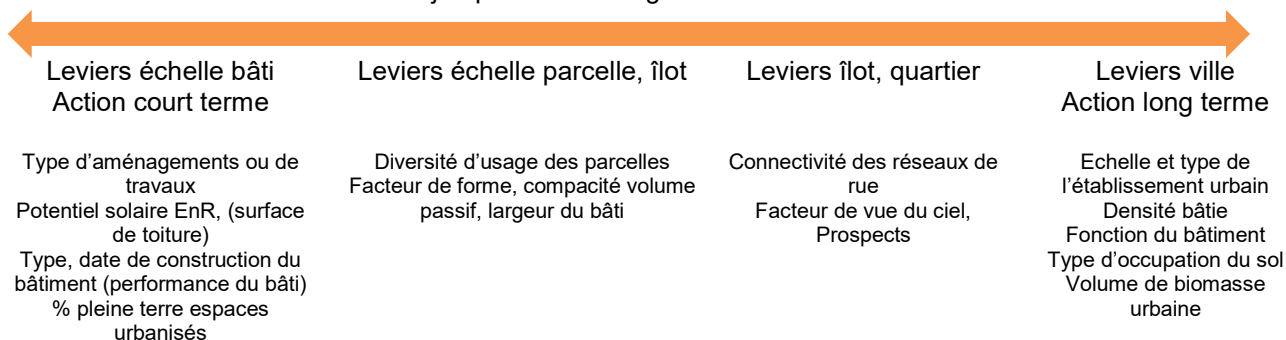 Leviers échelle bâti
Action court terme
Type d'aménagements ou de
travaux
Potentiel solaire EnR, (surface
de toiture)
Type, date de construction du
bâtiment (performance du bâti)
% pleine terre espaces
urbanisés
Leviers échelle parcelle, îlot
Diversité d'usage des parcelles
Facteur de forme, compacité volume
passif, largeur du bâti
Leviers îlot, quartier
Connectivité des réseaux de
rue
Facteur de vue du ciel,
Prospects
Leviers ville
Action long terme
Echelle et type de
l'établissement urbain
Densité bâtie
Fonction du bâtiment
Type d'occupation du sol
Volume de biomasse
urbaine